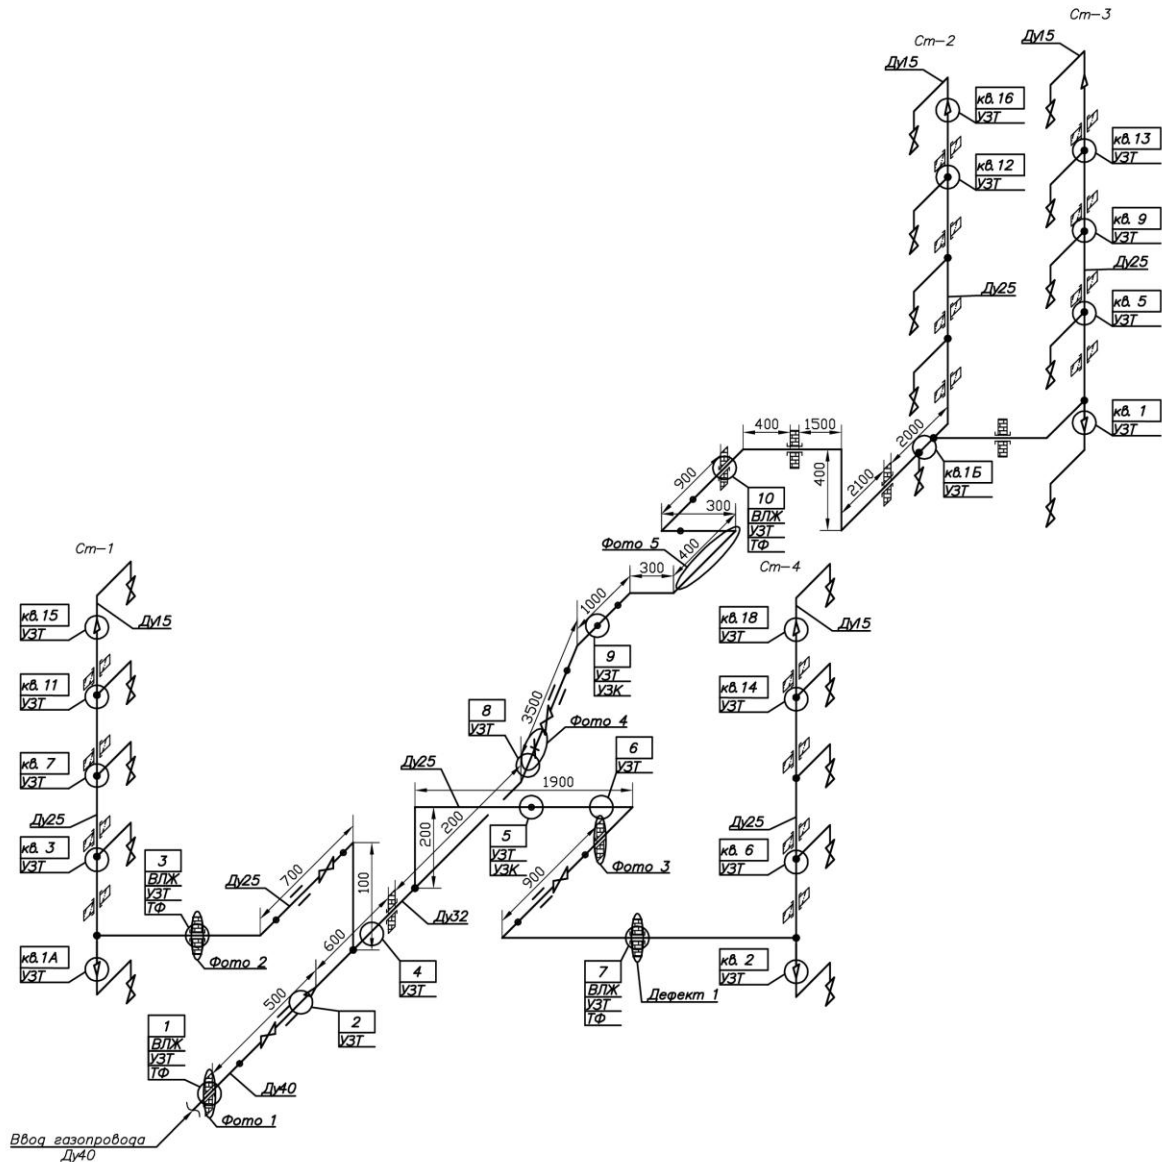 Ст-3
Ду15
Ст-2
Ду15
кв.16
УЗТ
кв.13
УЗТ
кв.12
УЗТ
кв. 9
УЗТ
Ду25
Ду25
кв. 5
УЗТ
кв. 1
УЗТ
400
1500
2000
400
2100
кв.1Б
УЗТ
900
10
ВЛЖ
УЗТ
ТФ
300
400
Фото 5
300
1000
Ст-1
Ст-4
кв.15
УЗТ
Ду15
кв.18
УЗТ
Ду15
9
УЗТ
УЗК
кв. 11
УЗТ
кв.14
УЗТ
3500
8
УЗТ
Фото 4
6
УЗТ
кв. 7
УЗТ
Ду25
1900
Ду25
200
200
5
УЗТ
УЗК
Ду25
кв. 3
УЗТ
3
ВЛЖ
УЗТ
ТФ
700
Ду25
100
900
Фото 3
кв. 6
УЗТ
Ду32
600
Фото 2
кв.1А
УЗТ
4
УЗТ
7
ВЛЖ
УЗТ
ТФ
Дефект 1
кв. 2
УЗТ
500
1
ВЛЖ
УЗТ
ТФ
2
УЗТ
Ду40
Фото 1
Ввод газопровода
Ду40